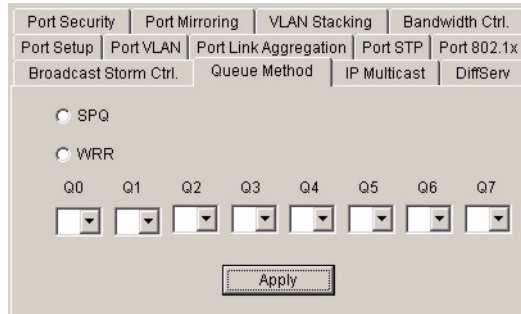 Port Security Port Mirroring VLAN Stacking Bandwidth Ctrl.
Port Setup Port VLAN Port Link Aggregation Port STP Port 802.1x
Broadcast Storm Ctrl. Queue Method IP Multicast DiffServ
SPQ
WRR
Q0 Q1 Q2 Q3 Q4 Q5 Q6 Q7
Apply